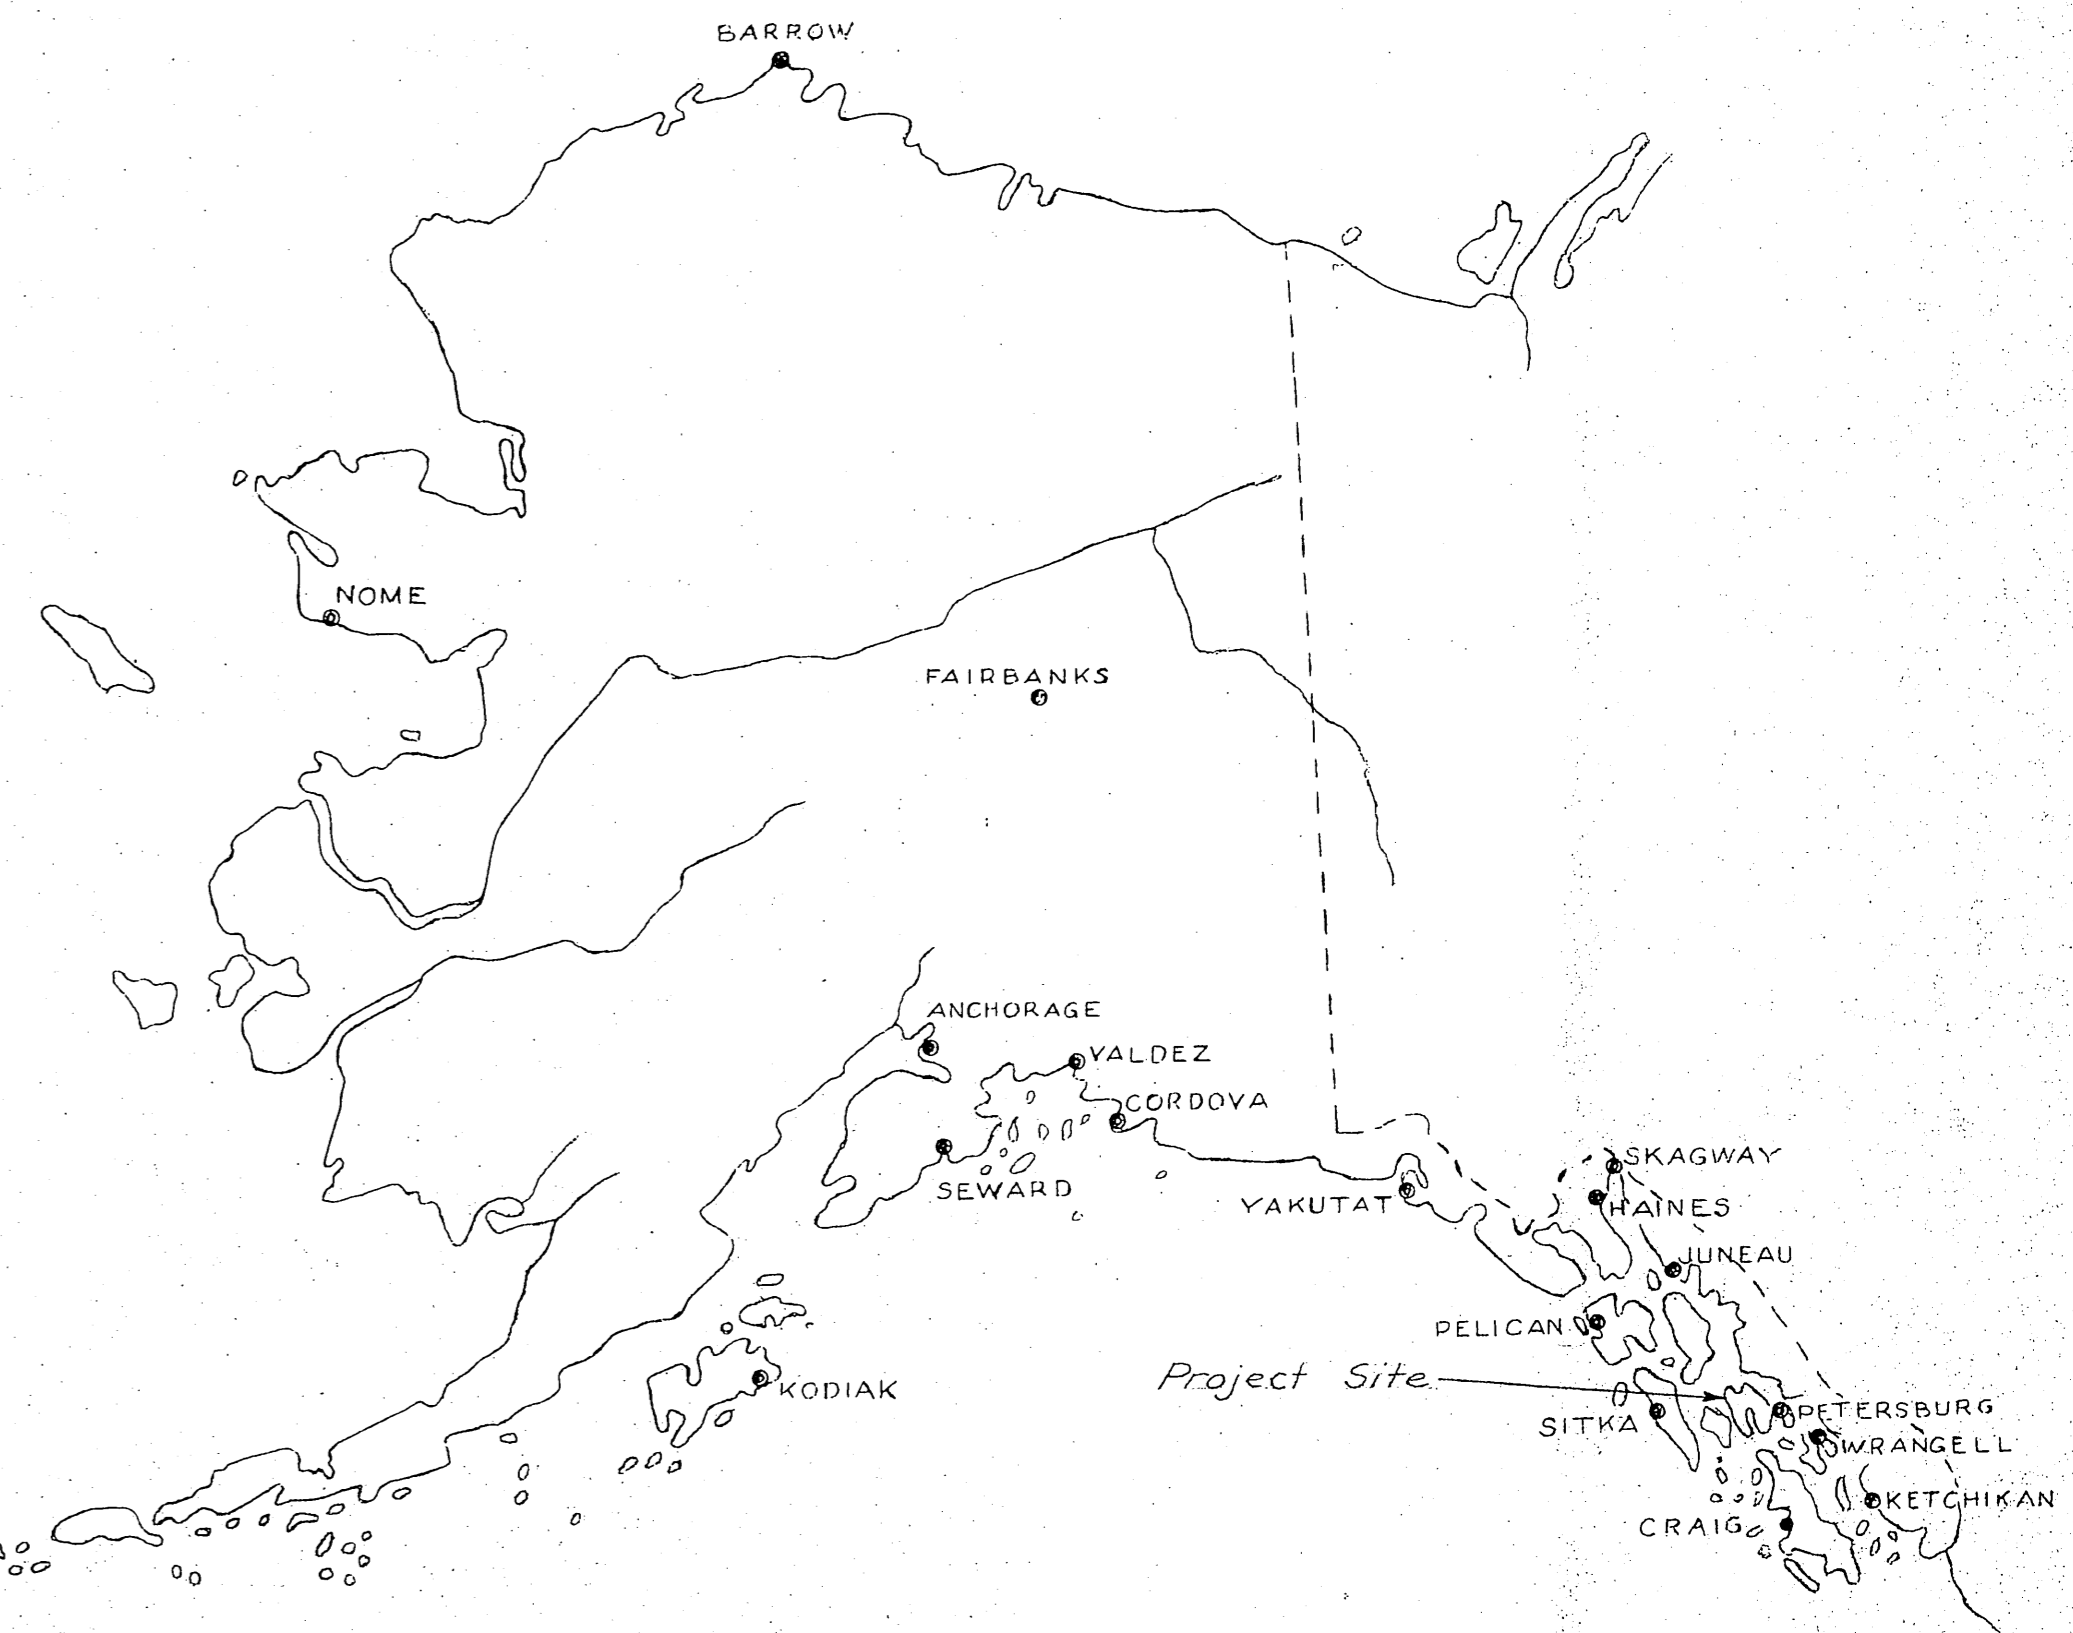 BARROW
NOME
FAIRBANKS
ANCHORAGE
VALDEZ
CORDOVA
SEWARD
SKAGWAY
YAKUTAT
HAINES
JUNEAU
PELICAN
Project Site
KODIAK
PETERSBURG
SITKA
WRANGELL
KETCHIKAN
CRAIG